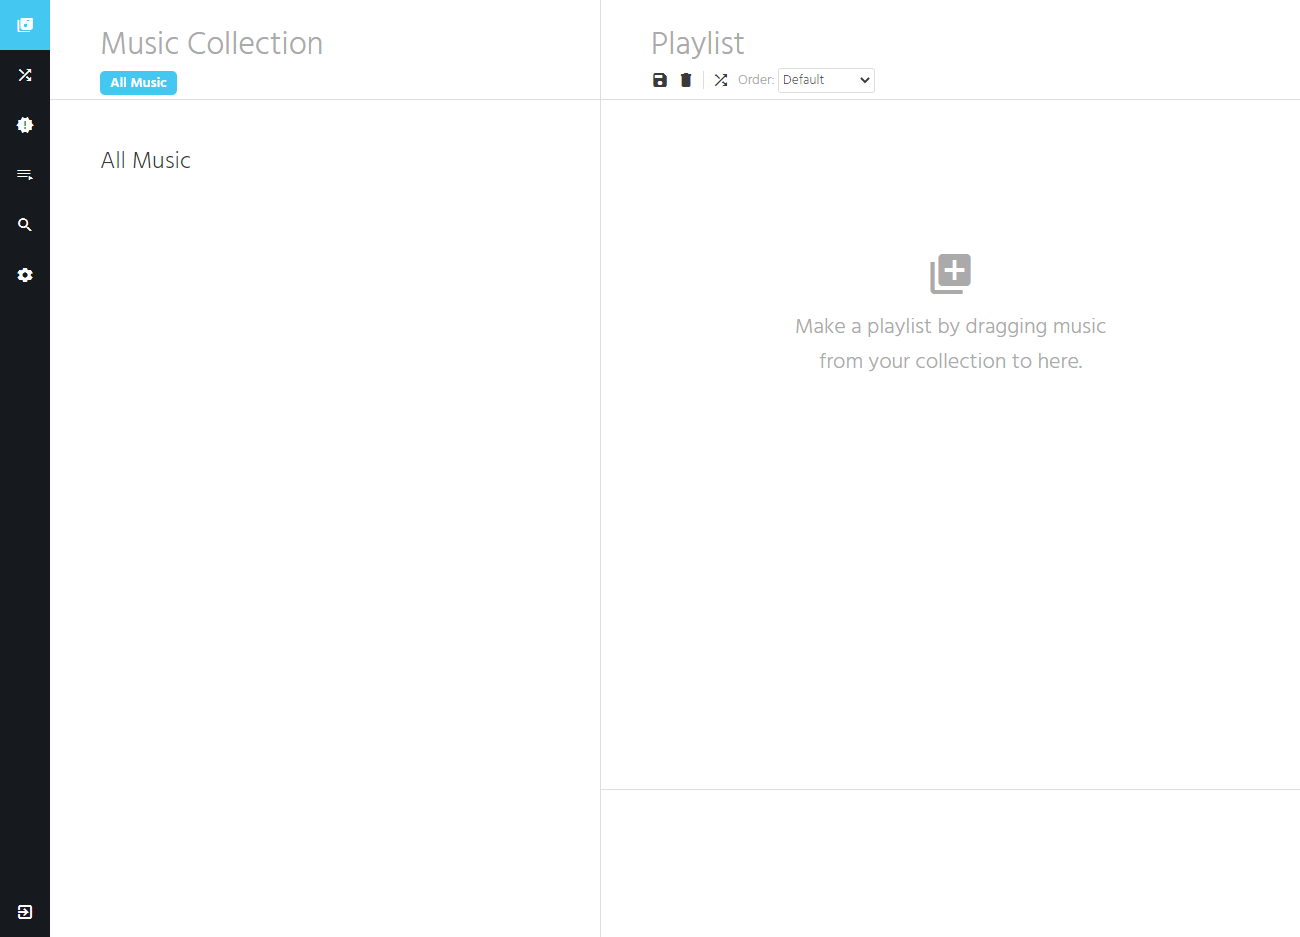 Music Collection
All Music
Playlist
Order: Default
All Music
Make a playlist by dragging music
from your collection to here.